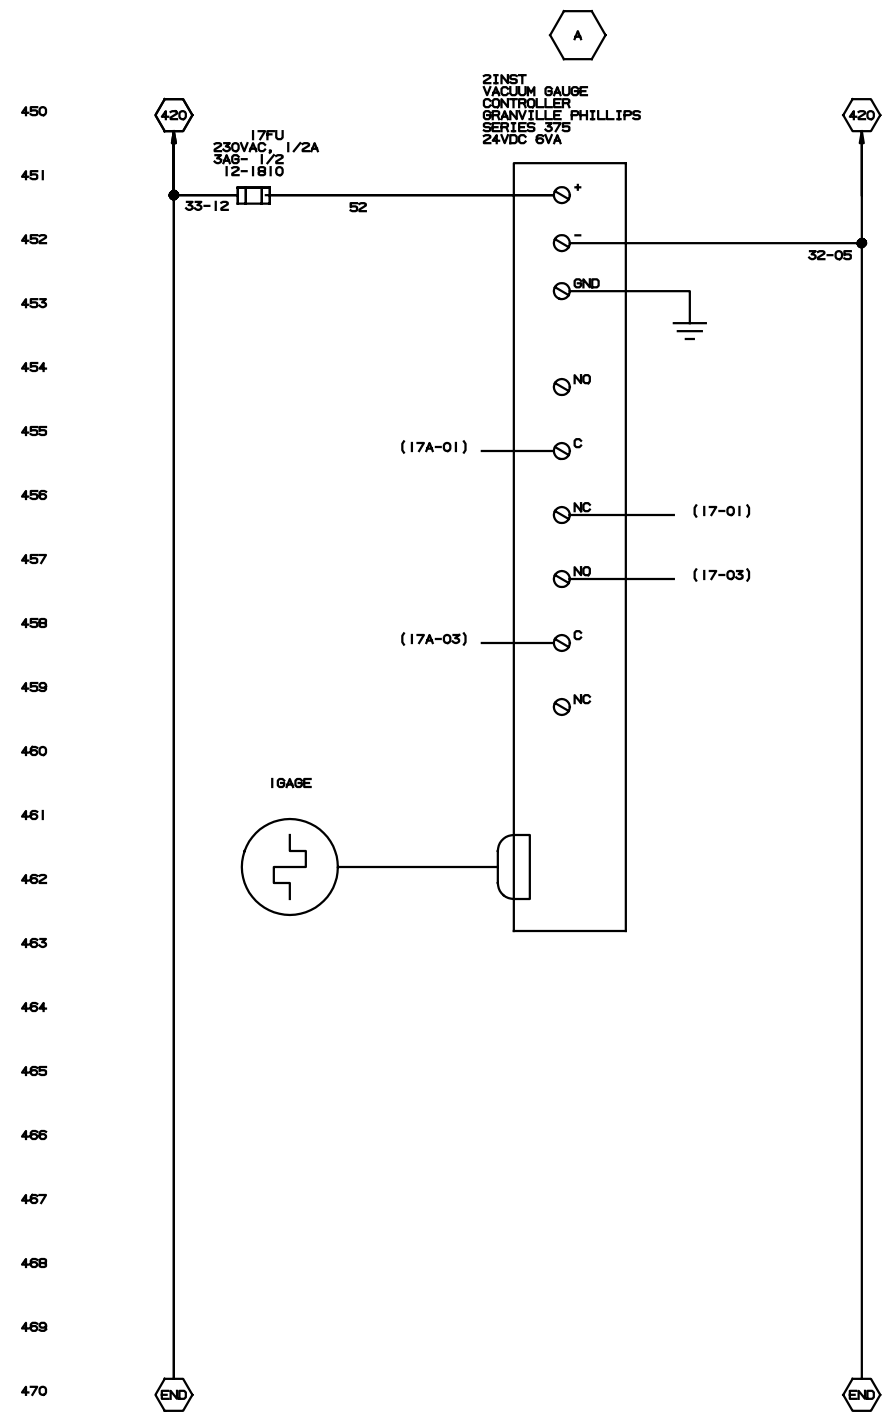 A
2INST
VACUUM GAUGE
CONTROLLER
GRANVILLE PHILLIPS
SERIES 375
24VDC 6VA
450
420
420
17FU
230VAC, 1/2A
3AG- 1/2
12-1810
451
+
33-12
52
452
-
32-05
GND
453
454
NO
455
(17A-01)
C
456
NC
(17-01)
457
NO
(17-03)
458
(17A-03)
C
459
NC
460
1GAGE
461
462
463
464
465
466
467
468
469
470
END
END